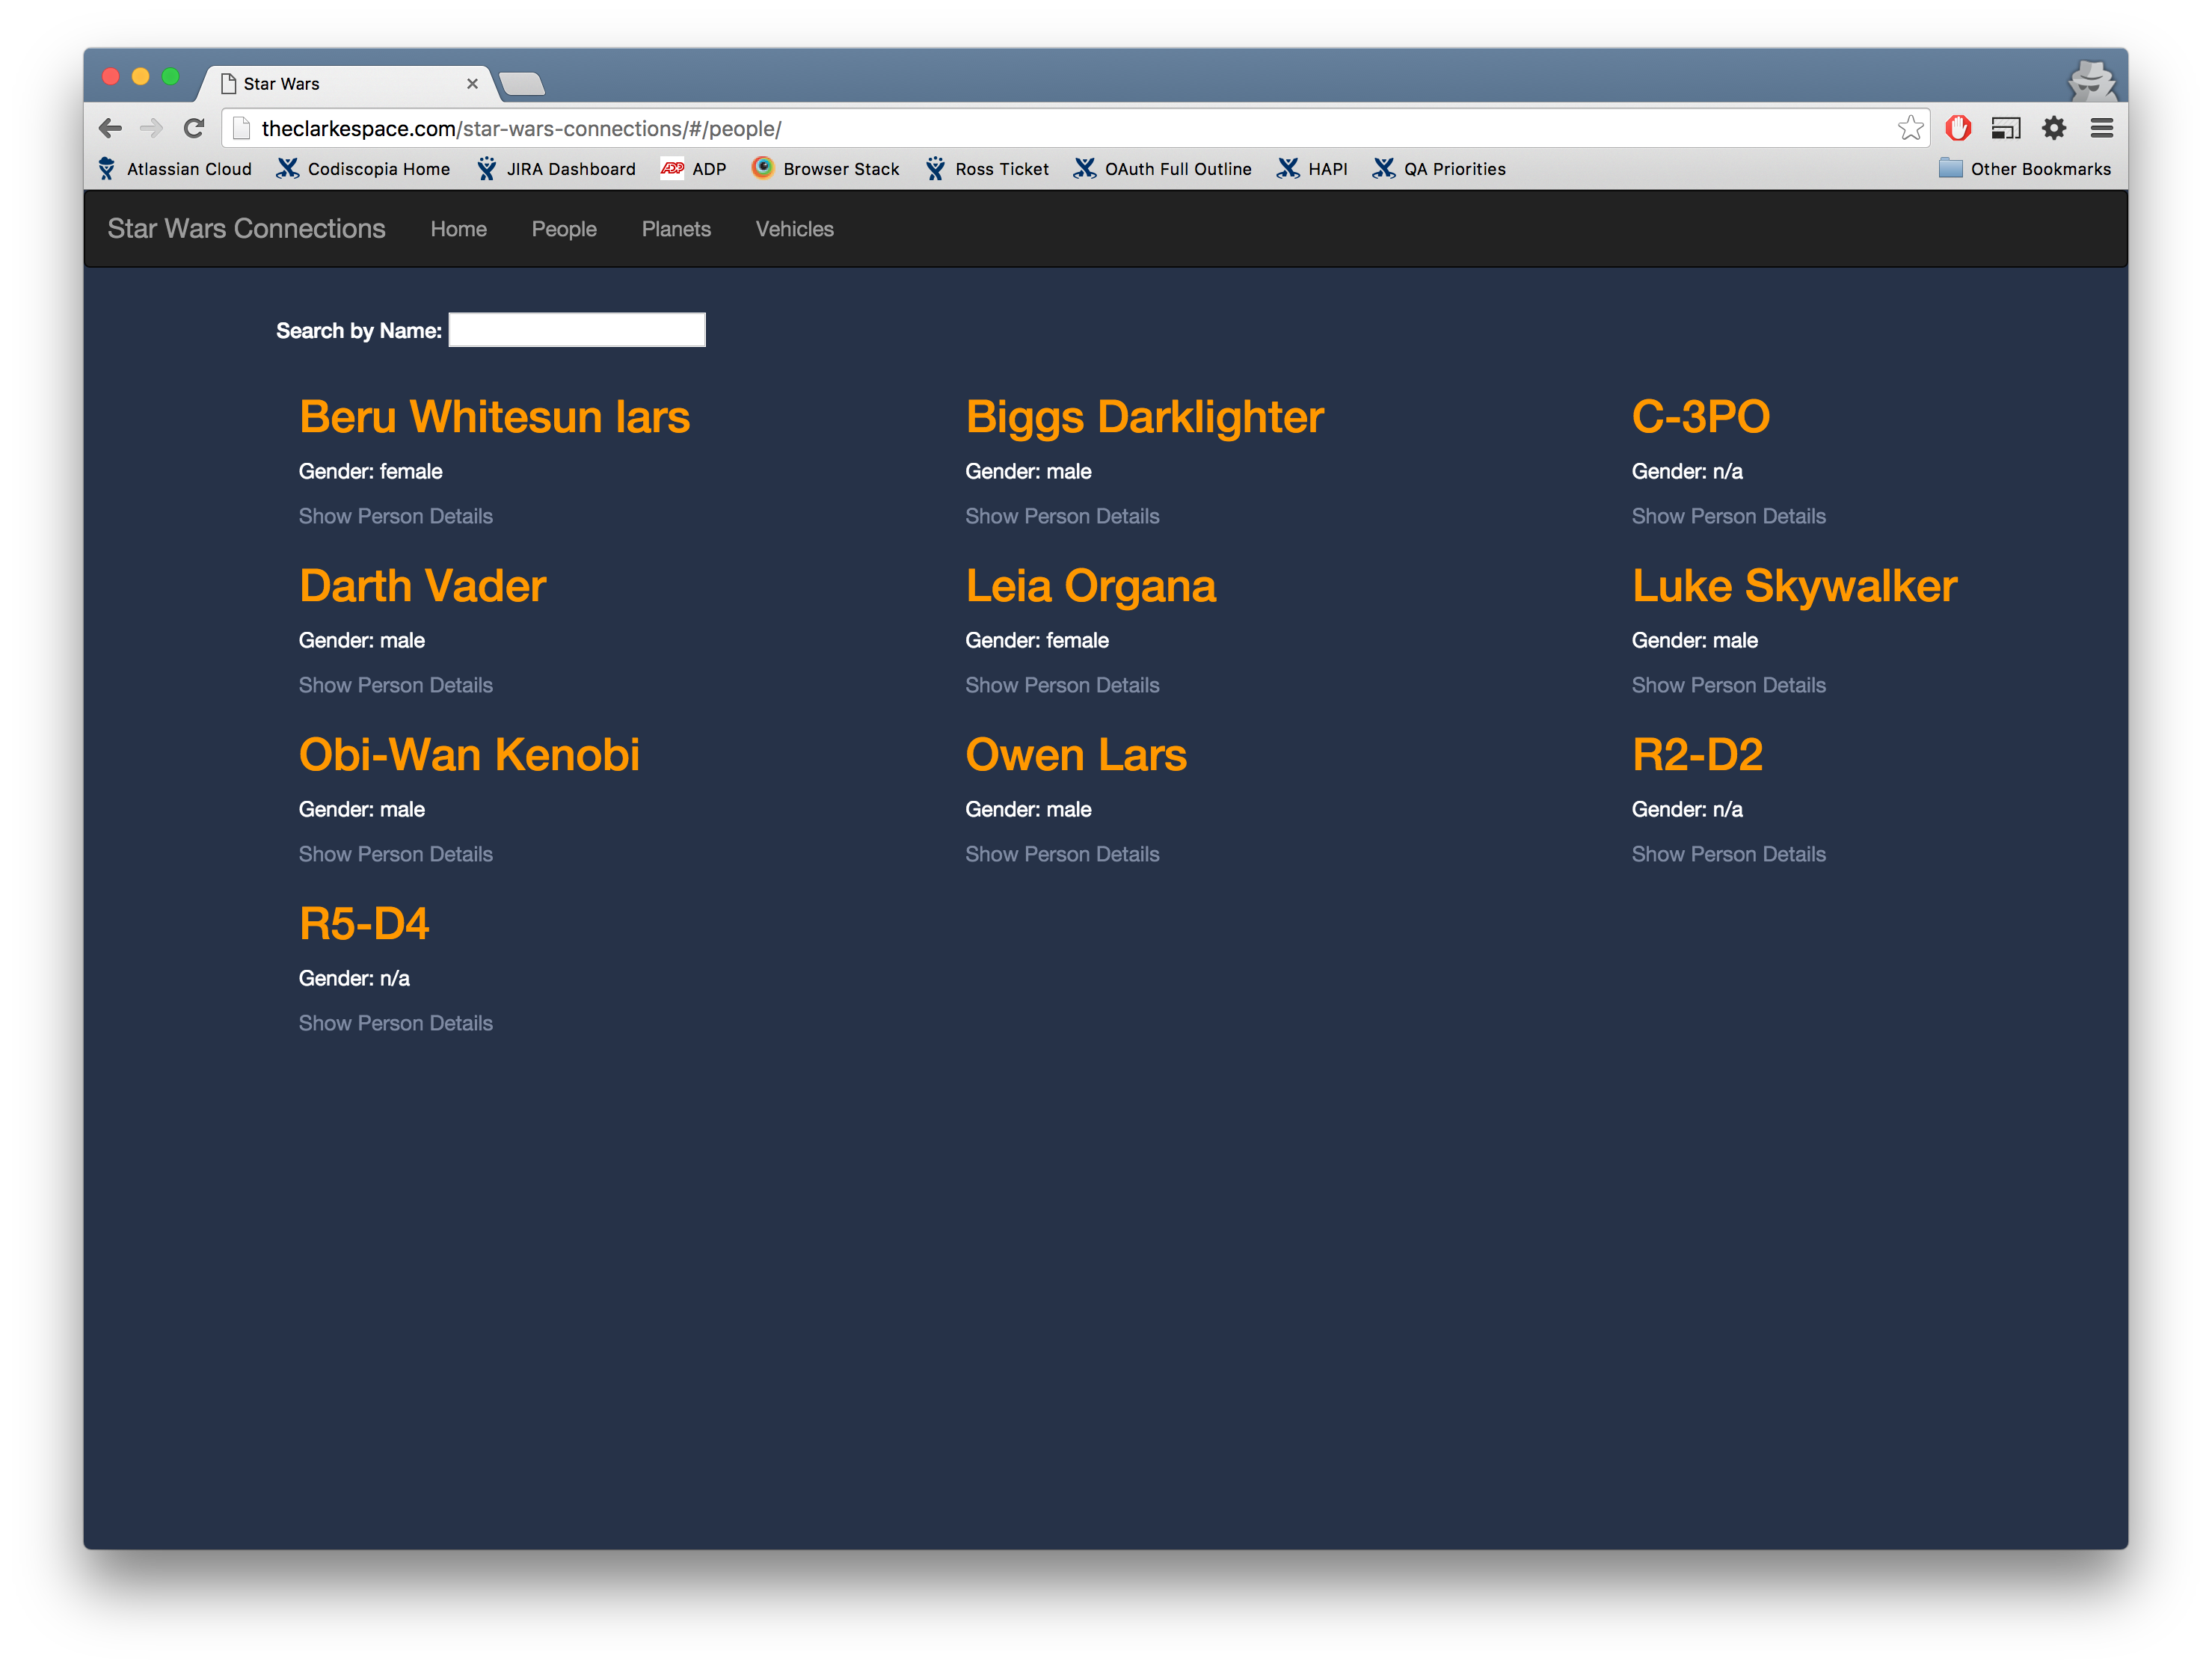 Star Wars
theclarkespace.com/star-wars-connections/#/people/
Atlassian Cloud Codiscopia Home JIRA Dashboard ADP ADP Browser Stack Ross Ticket OAuth Full Outline HAPI QA Priorities Other Bookmarks
Star Wars Connections Home People Planets Vehicles
Search by Name:
Beru Whitesun lars Biggs Darklighter C-3PO
Gender: female Gender: male Gender: n/a
Show Person Details Show Person Details Show Person Details
Darth Vader Leia Organa Luke Skywalker
Gender: male Gender: female Gender: male
Show Person Details Show Person Details Show Person Details
Obi-Wan Kenobi Owen Lars R2-D2
Gender: male Gender: male Gender: n/a
Show Person Details Show Person Details Show Person Details
R5-D4
Gender: n/a
Show Person Details